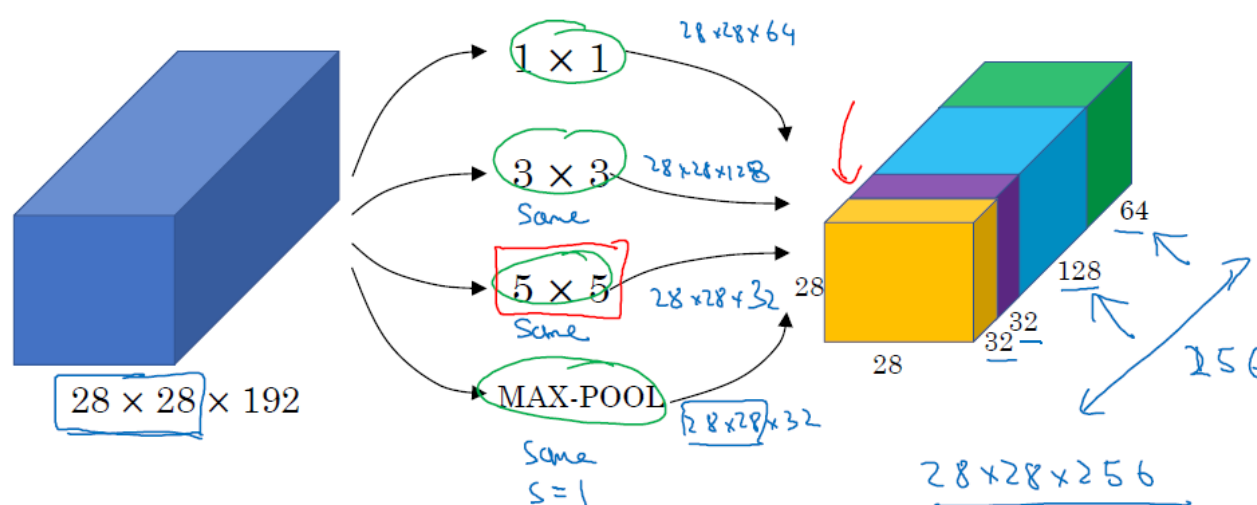 1 × 1
28×28×64
3 × 3
28×28×128
Same
5 × 5
28×28×32
Same
MAX-POOL
28×28×32
Same
s=1
28 × 28 × 192
28
28
32
32
128
64
256
28×28×256